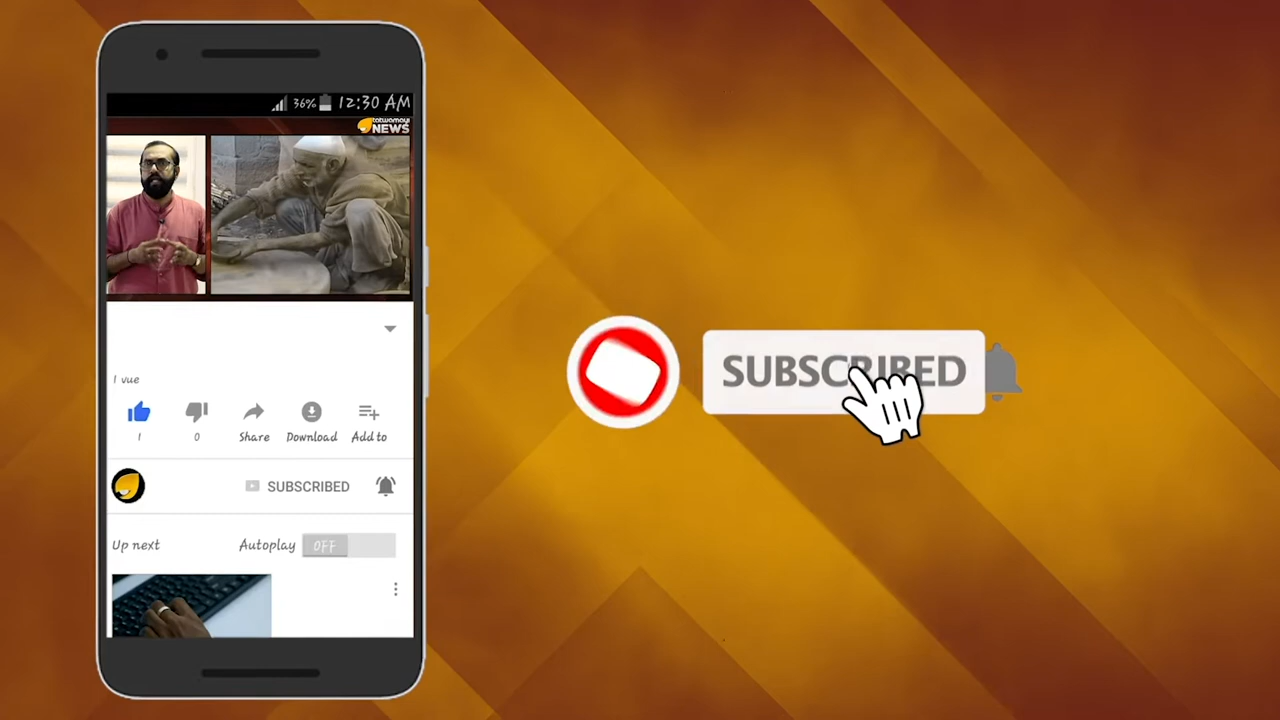 36% 12:30 AM
tatwamayi
NEWS
1 vue
1 0 Share Download Add to
SUBSCRIBED
Up next Autoplay OFF
SUBSCRIBED